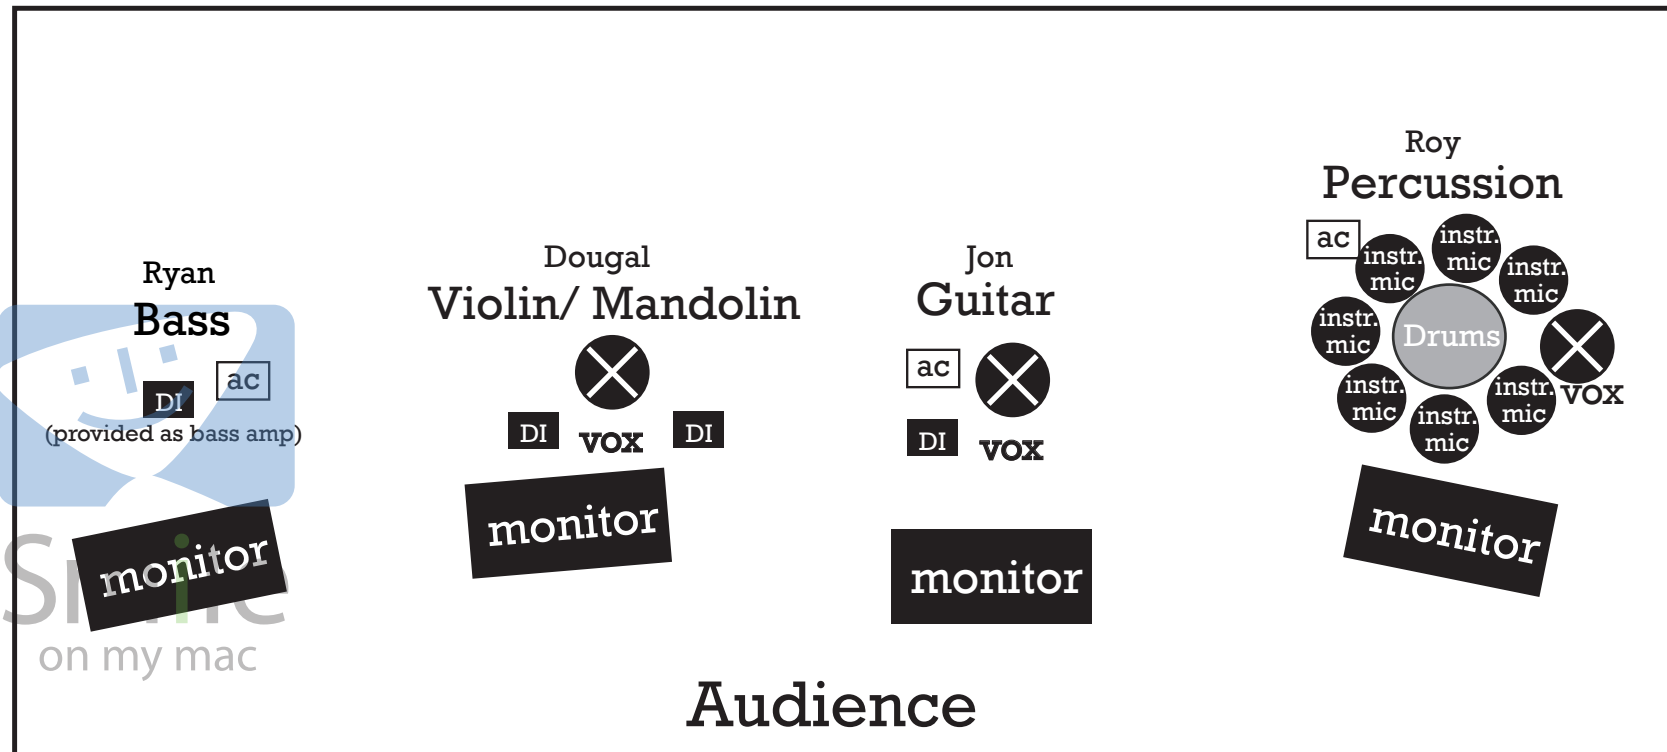 Ryan
Bass
DI
ac
(provided as bass amp)
monitor
Dougal
Violin/ Mandolin
DI
vox
DI
monitor
Jon
Guitar
ac
DI
vox
monitor
Roy
Percussion
ac
instr.
mic
instr.
mic
instr.
mic
instr.
mic
Drums
vox
instr.
mic
instr.
mic
instr.
mic
monitor
Smile
on my mac
Audience